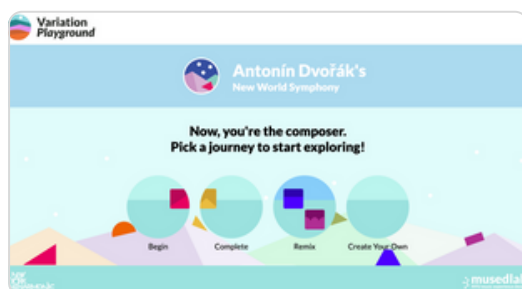 Variation
Playground
Antonín Dvořák's
New World Symphony
Now, you're the composer.
Pick a journey to start exploring!
Begin
Complete
Remix
Create Your Own
musedlab